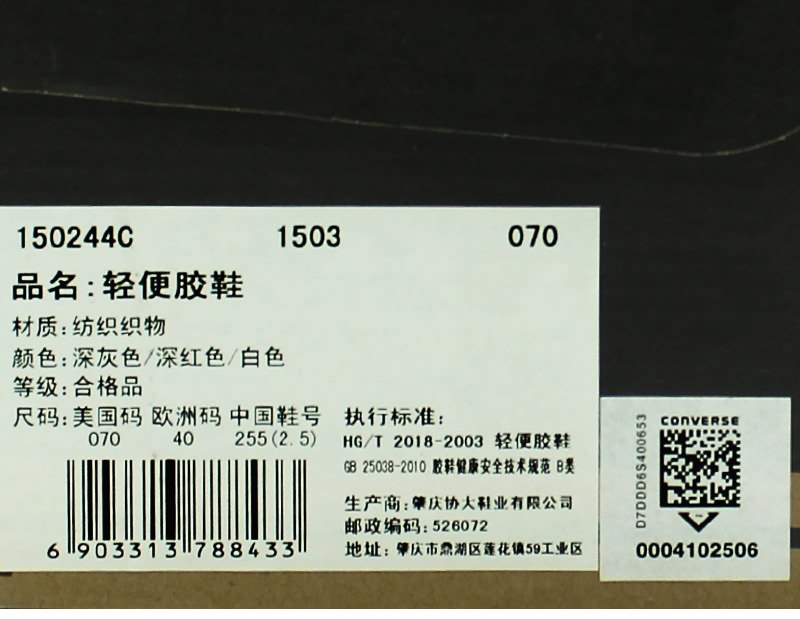 150244C 1503 070
品名:轻便胶鞋
材质:纺织织物
颜色:深灰色/深红色/白色
等级:合格品
尺码:美国码 欧洲码 中国鞋号
070 40 255(2.5)
6 903313 788433
执行标准:
HG/T 2018-2003 轻便胶鞋
GB 25038-2010 胶鞋健康安全技术规范 B类
生产商:肇庆协大鞋业有限公司
邮政编码:526072
地址:肇庆市鼎湖区莲花镇59工业区
CONVERSE
D7DDD6S400653
0004102506